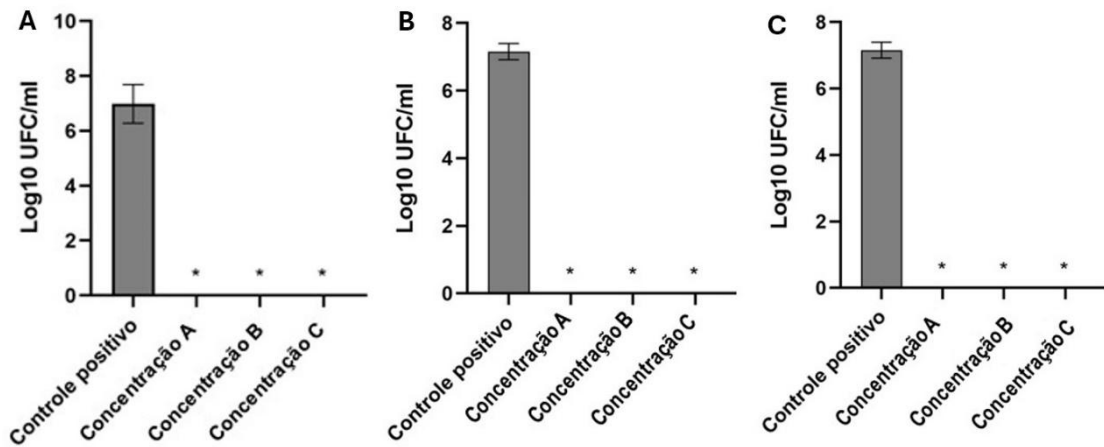 A
Log10 UFC/ml
10
8
6
4
2
0
*
*
*
Controle positivo
Concentração A
Concentração B
Concentração C
B
Log10 UFC/ml
8
6
4
2
0
*
*
*
Controle positivo
Concentração A
Concentração B
Concentração C
C
Log10 UFC/ml
8
6
4
2
0
*
*
*
Controle positivo
Concentração A
Concentração B
Concentração C